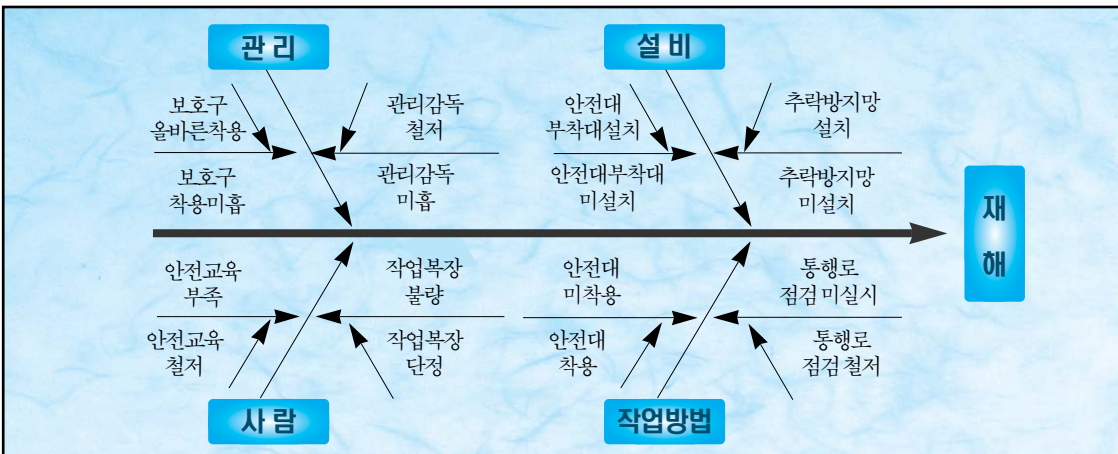 관리
설비
보호구
올바른착용
관리감독
철저
안전대
부착대설치
추락방지망
설치
보호구
착용미흡
관리감독
미흡
안전대부착대
미설치
추락방지망
미설치
재
해
안전교육
부족
작업복장
불량
안전대
미착용
통행로
점검 미실시
안전교육
철저
작업복장
단정
안전대
착용
통행로
점검 철저
사람
작업방법